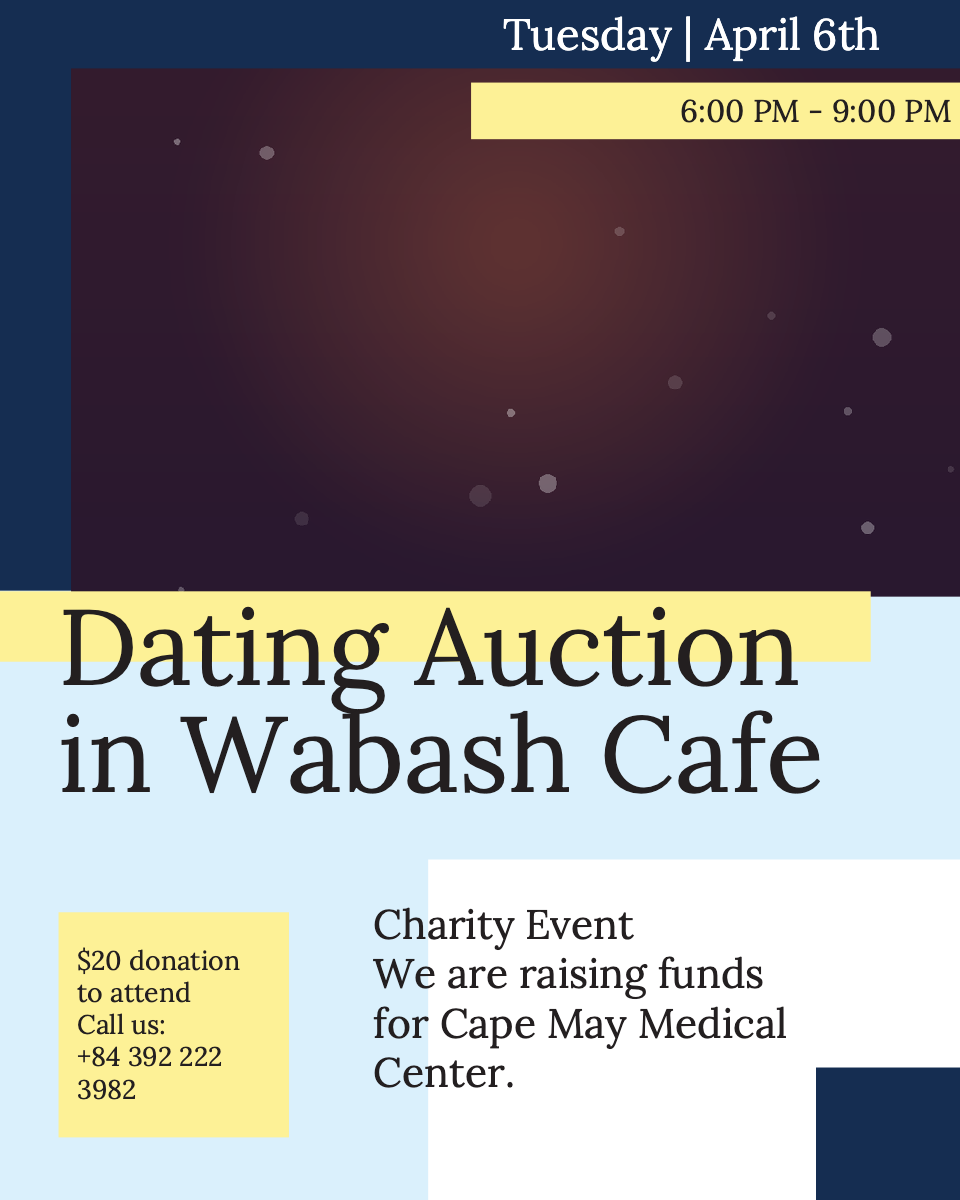 Tuesday | April 6th
6:00 PM - 9:00 PM
Dating Auction
in Wabash Cafe
$20 donation
to attend
Call us:
+84 392 222
3982
Charity Event
We are raising funds
for Cape May Medical
Center.